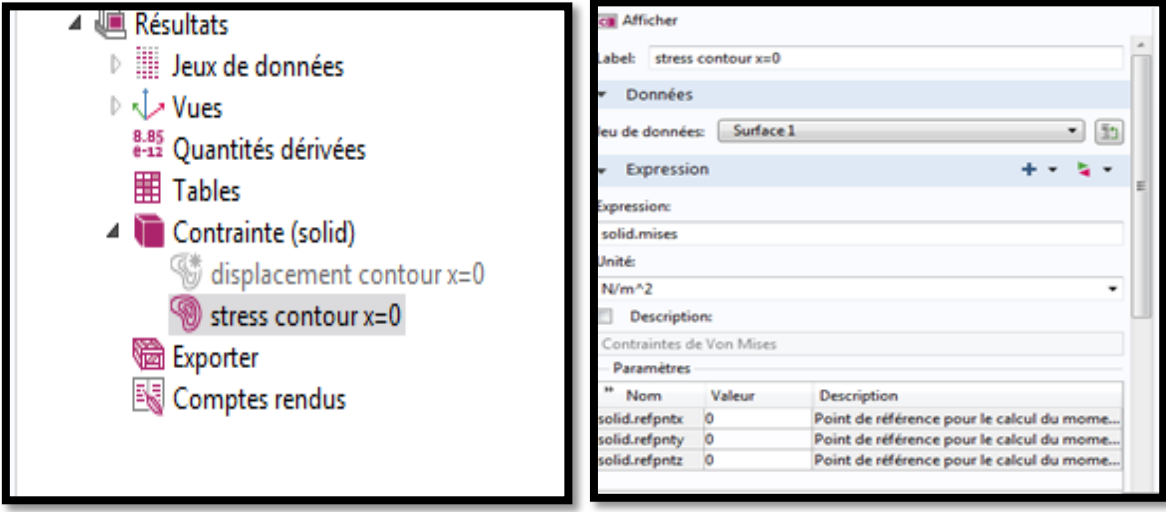 Résultats
Jeux de données
Vues
8.85
e-12 Quantités dérivées
Tables
Contrainte (solid)
displacement contour x=0
stress contour x=0
Exporter
Comptes rendus
Afficher
Label: stress contour x=0
Données
Jeu de données: Surface 1
Expression
Expression:
solid.mises
Unité:
N/m^2
Description:
Contraintes de Von Mises
Paramètres
Nom Valeur Description
solid.refpntx 0 Point de référence pour le calcul du mome...
solid.refpnty 0 Point de référence pour le calcul du mome...
solid.refpntz 0 Point de référence pour le calcul du mome...